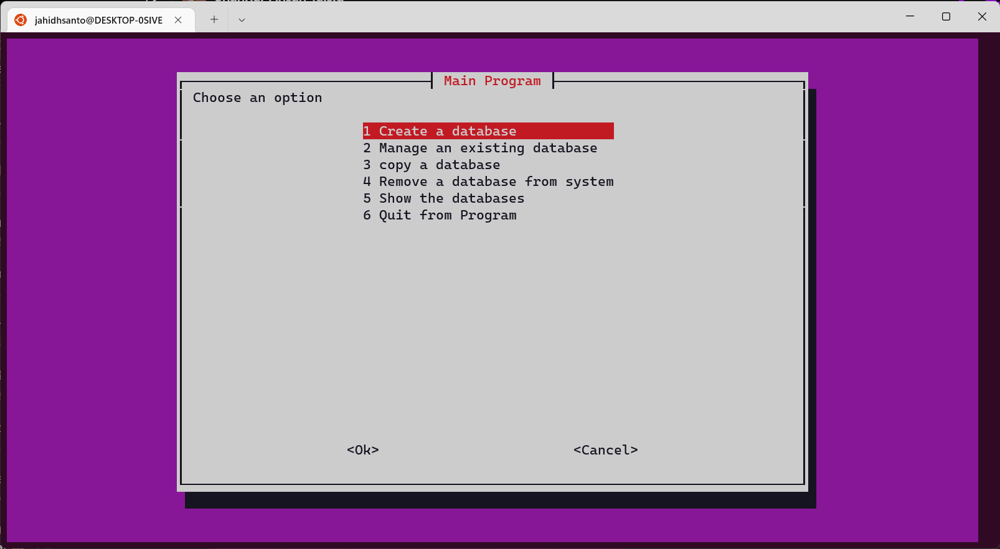 jahidhsanto@DESKTOP-0SIVE
Main Program
Choose an option
1 Create a database
2 Manage an existing database
3 copy a database
4 Remove a database from system
5 Show the databases
6 Quit from Program
<Ok> <Cancel>